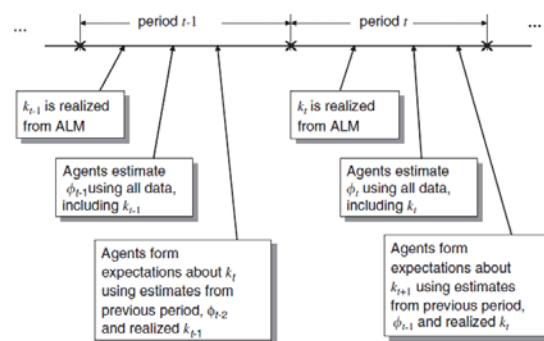 ... period t-1 period t ...
k_{t-1} is realized
from ALM
k_t is realized
from ALM
Agents estimate
ϕ_{t-1} using all data,
including k_{t-1}
Agents estimate
ϕ_t using all data,
including k_t
Agents form
expectations about k_t
using estimates from
previous period, ϕ_{t-2}
and realized k_{t-1}
Agents form
expectations about
k_{t+1} using estimates
from previous period,
ϕ_{t-1} and realized k_t